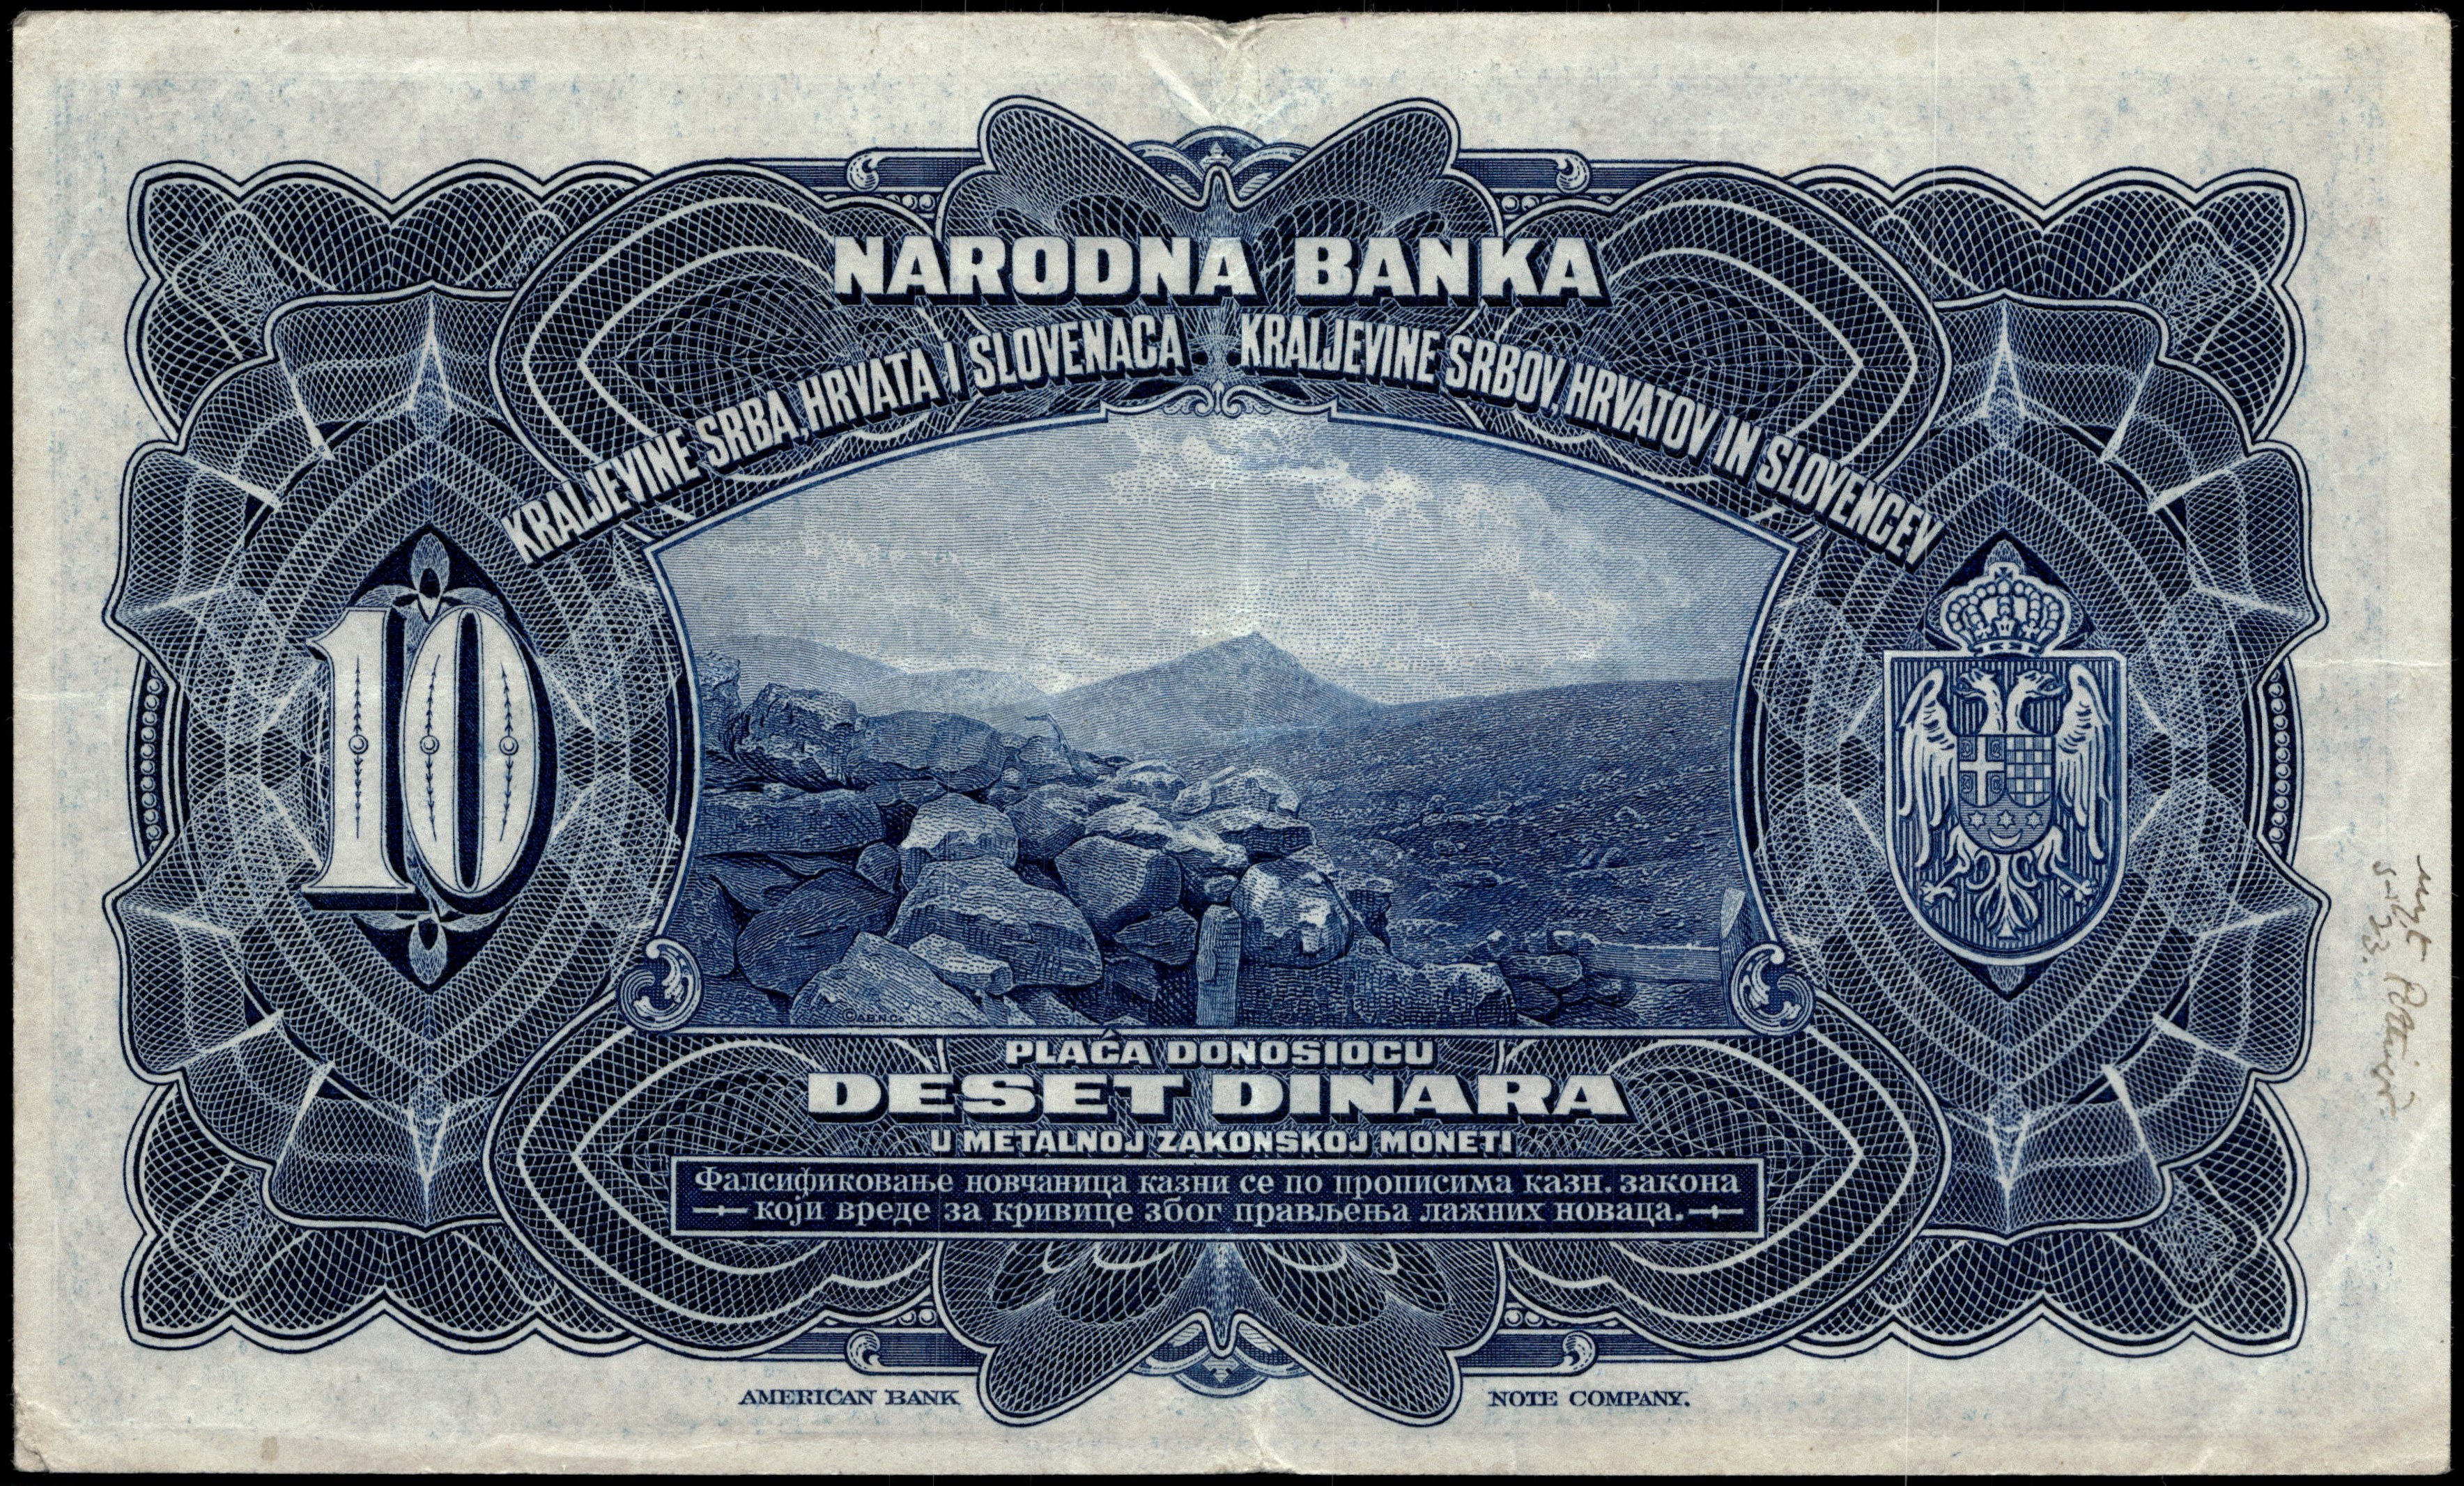 NARODNA BANKA
KRALJEVINE SRBA, HRVATA I SLOVENACA KRALJEVINE SRBOV, HRVATOV IN SLOVENCEV
10
© A.B.N.Co.
PLAĆA DONOSIOCU
DESET DINARA
U METALNOJ ZAKONSKOJ MONETI
Фалсификовање новчаница казни се по прописима казн. закона
који вреде за кривице због прављења лажних новаца.
AMERICAN BANK NOTE COMPANY.